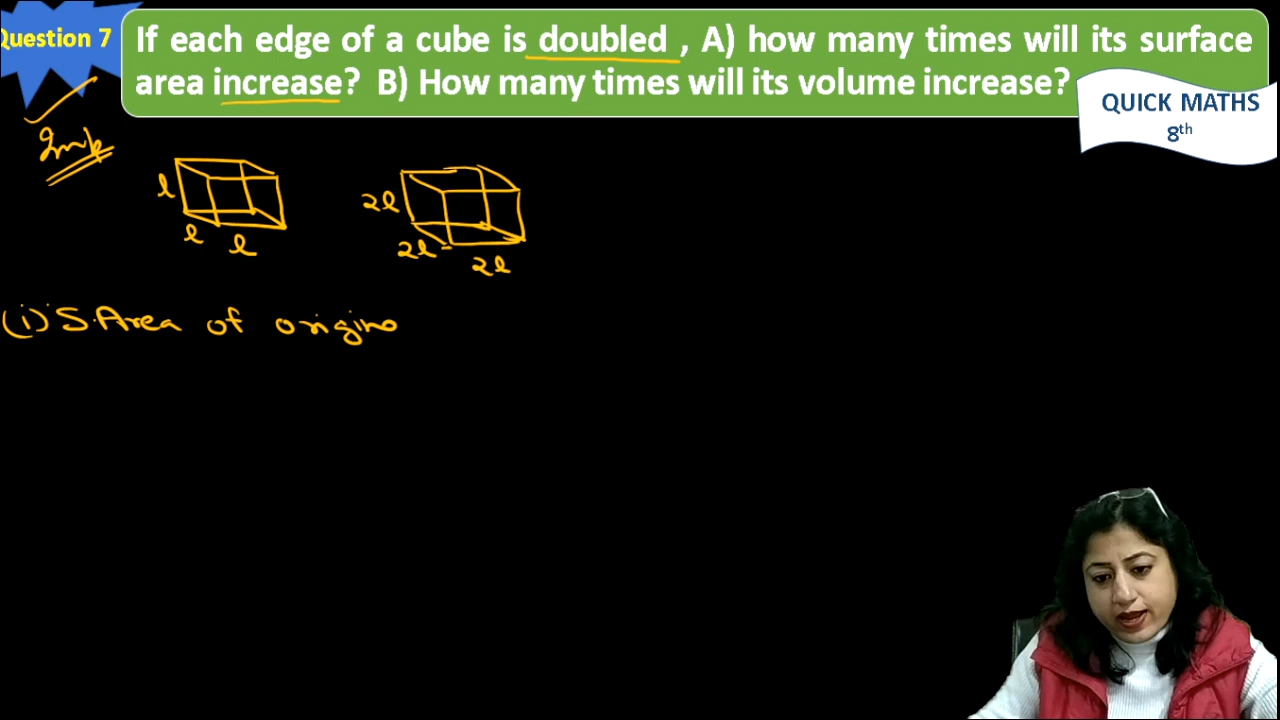 Question 7
If each edge of a cube is doubled , A) how many times will its surface
area increase? B) How many times will its volume increase?
QUICK MATHS
8th
Imp
l
l
l
2l
2l
2l
(i) S.Area of origina